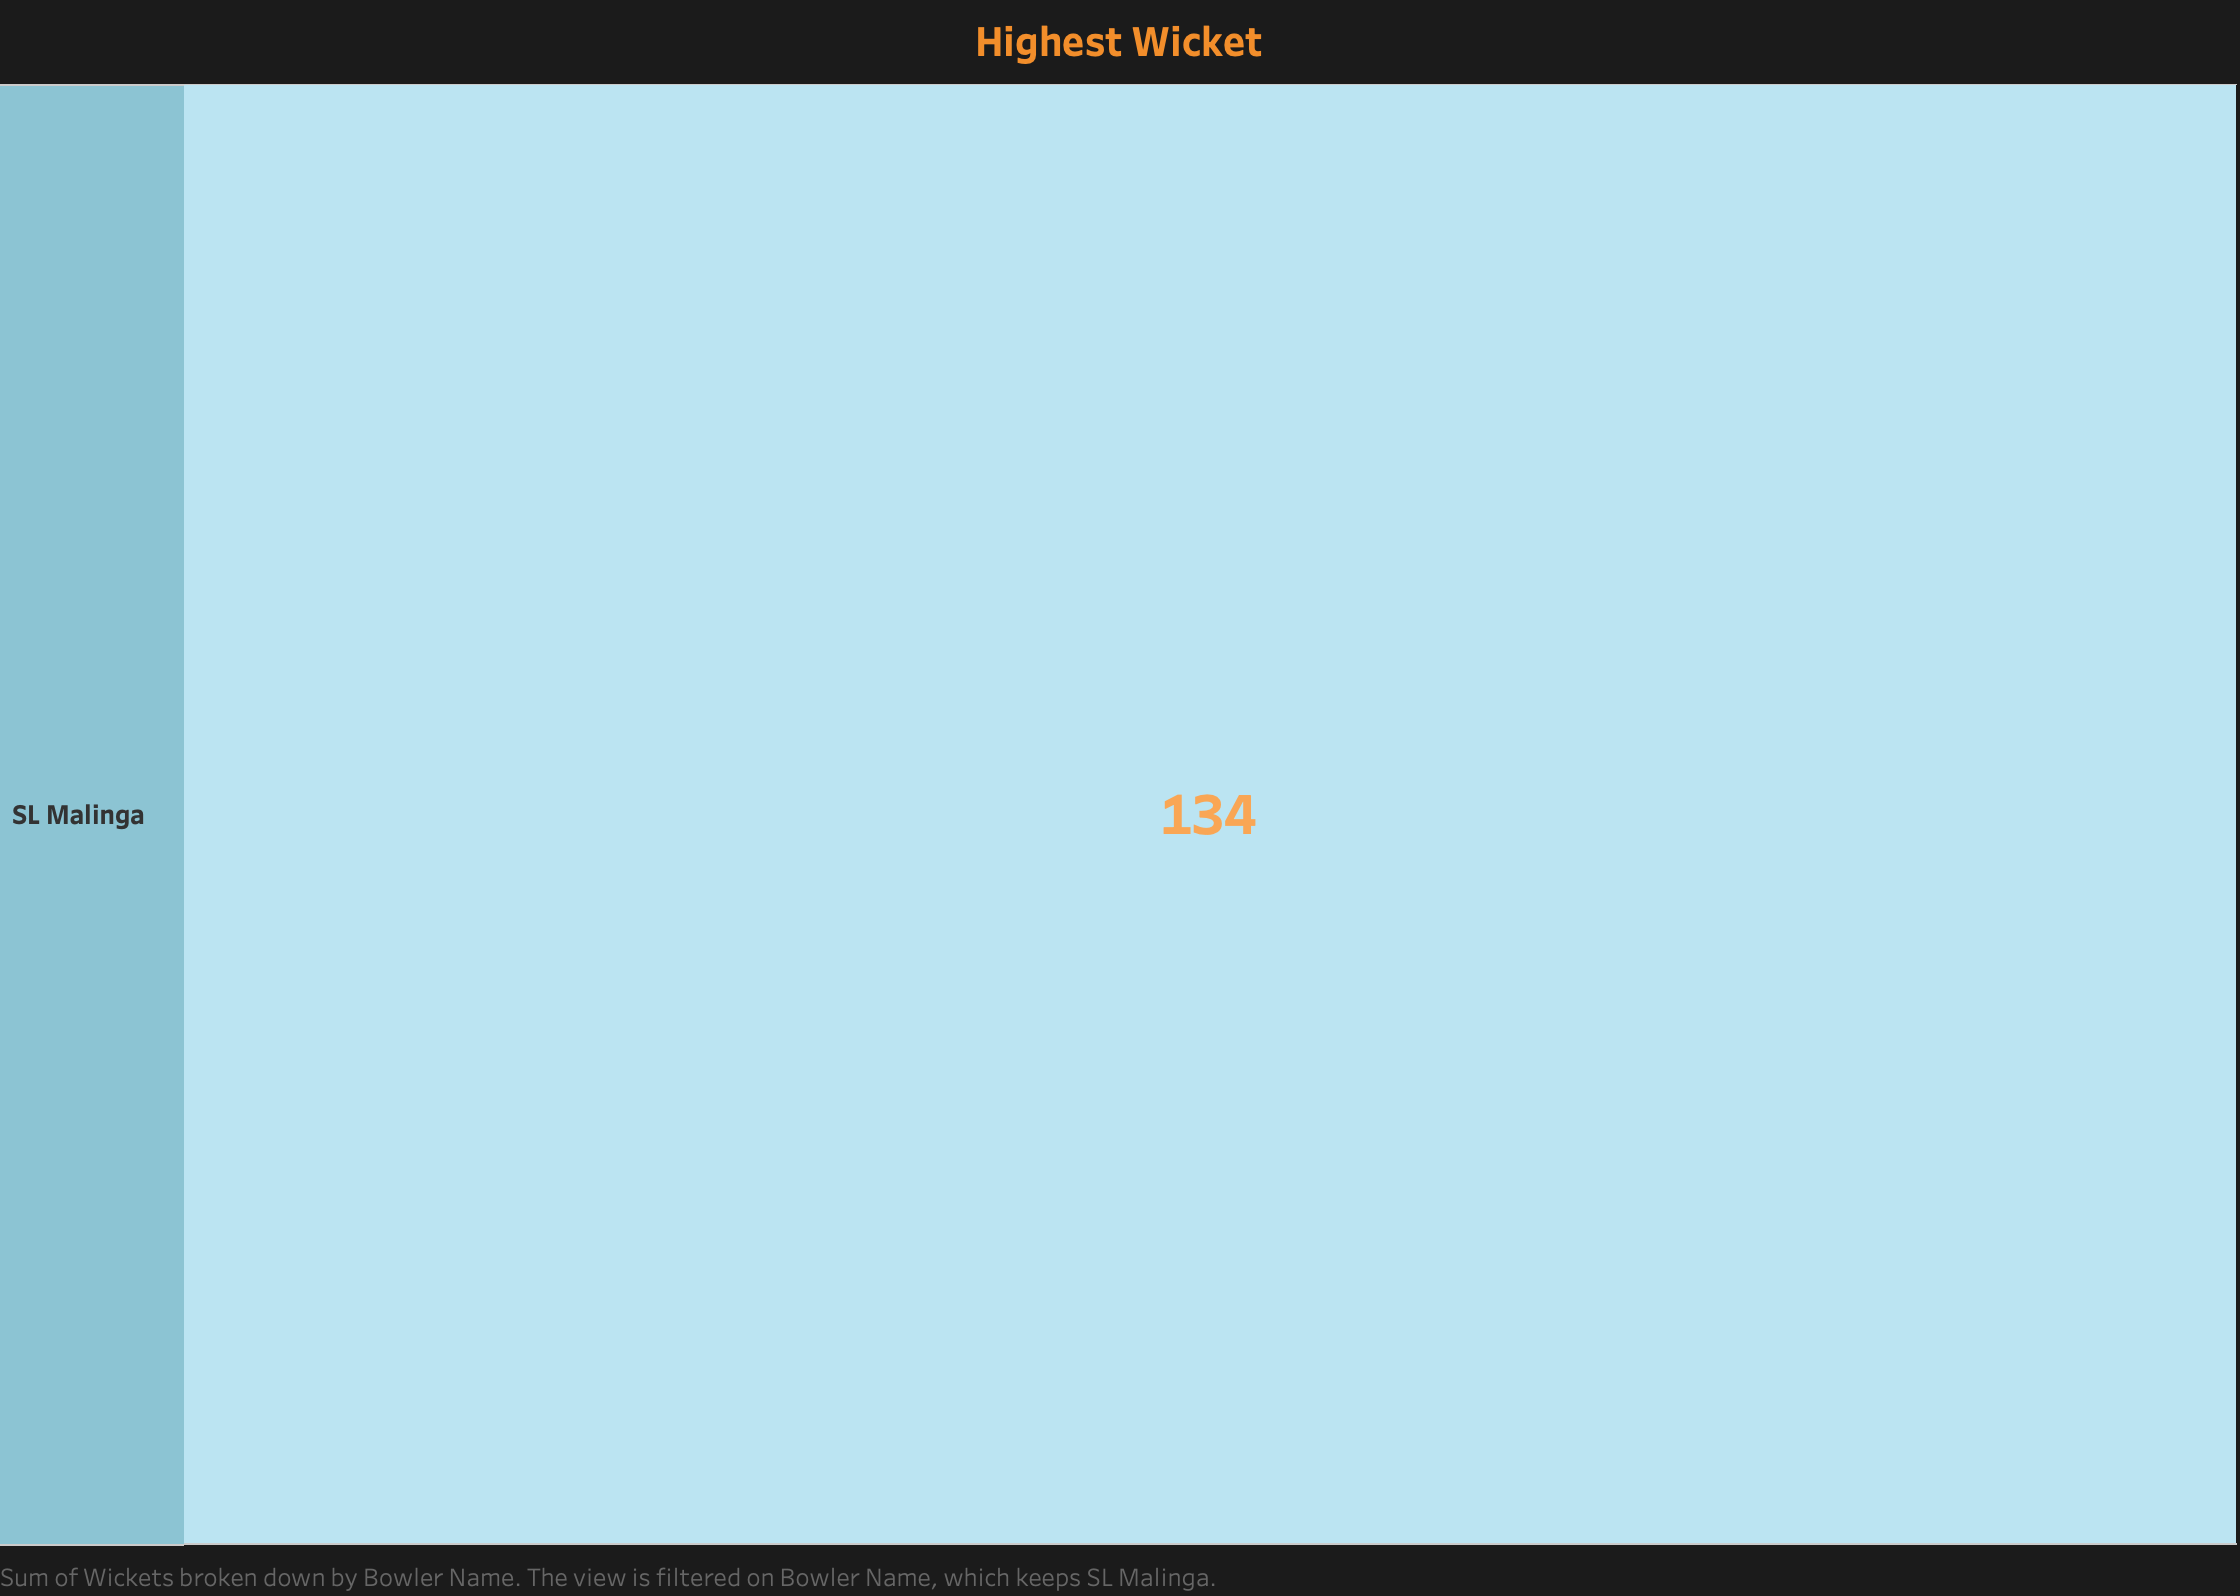 Highest Wicket
SL Malinga
134
Sum of Wickets broken down by Bowler Name. The view is filtered on Bowler Name, which keeps SL Malinga.